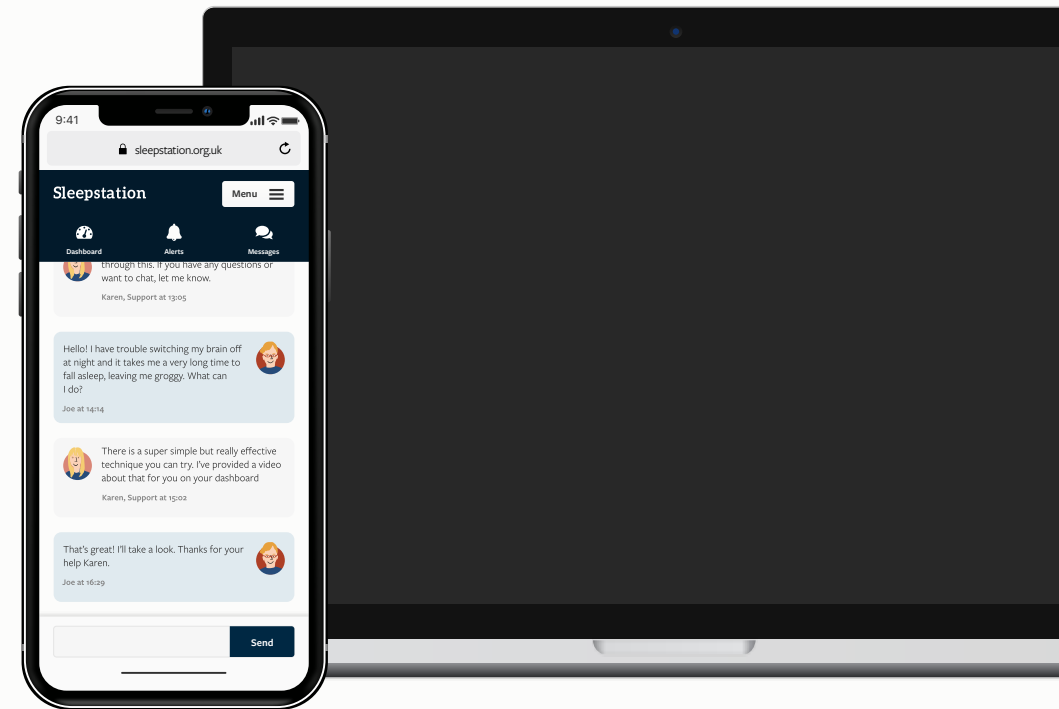 9:41
sleepstation.org.uk
Sleepstation
Menu
Dashboard
Alerts
Messages
through this. If you have any questions or
want to chat, let me know.
Karen, Support at 13:05
Hello! I have trouble switching my brain off
at night and it takes me a very long time to
fall asleep, leaving me groggy. What can
I do?
Joe at 14:14
There is a super simple but really effective
technique you can try. I've provided a video
about that for you on your dashboard
Karen, Support at 15:02
That's great! I'll take a look. Thanks for your
help Karen.
Joe at 16:29
Send